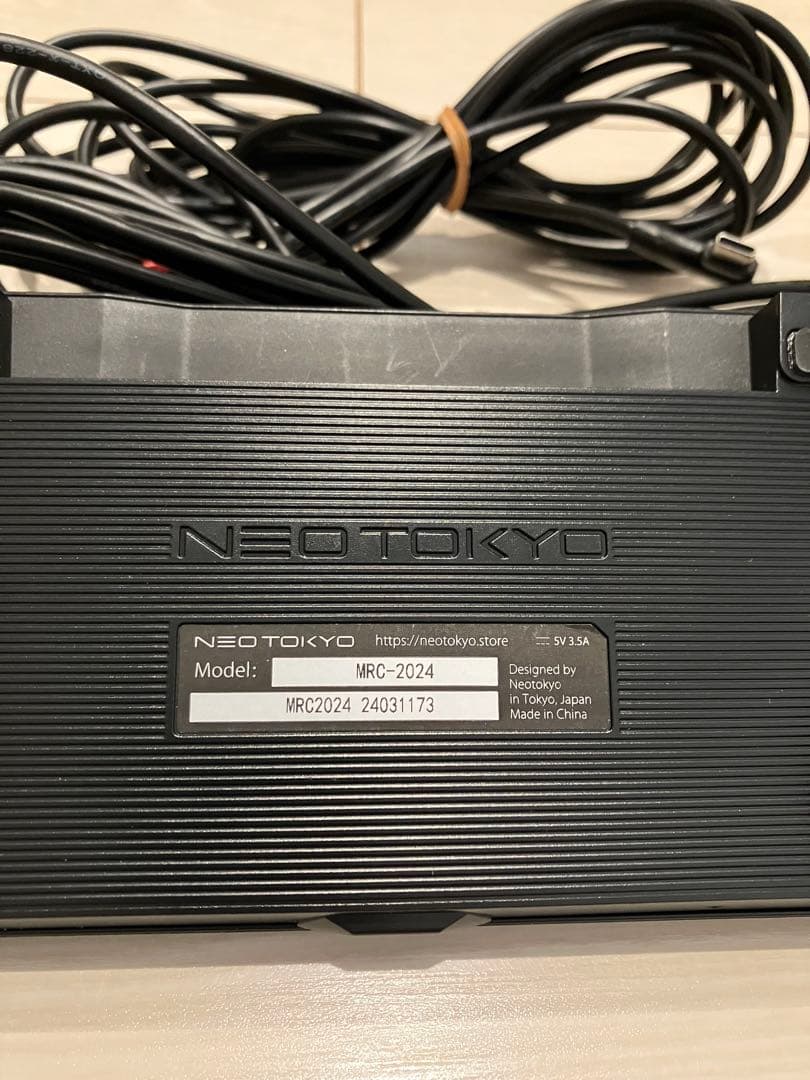 NEOTOKYO
NEOTOKYO https://neotokyo.store 5V 3.5A
Model: MRC-2024
MRC2024 24031173
Designed by
Neotokyo
in Tokyo, Japan
Made in China